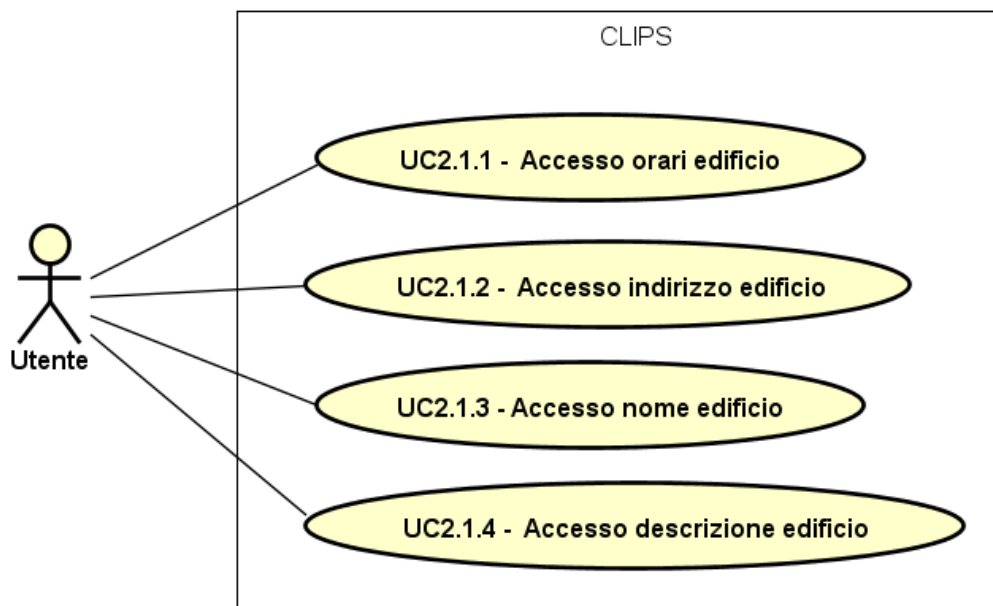 CLIPS
UC2.1.1 - Accesso orari edificio
UC2.1.2 - Accesso indirizzo edificio
Utente
UC2.1.3 - Accesso nome edificio
UC2.1.4 - Accesso descrizione edificio